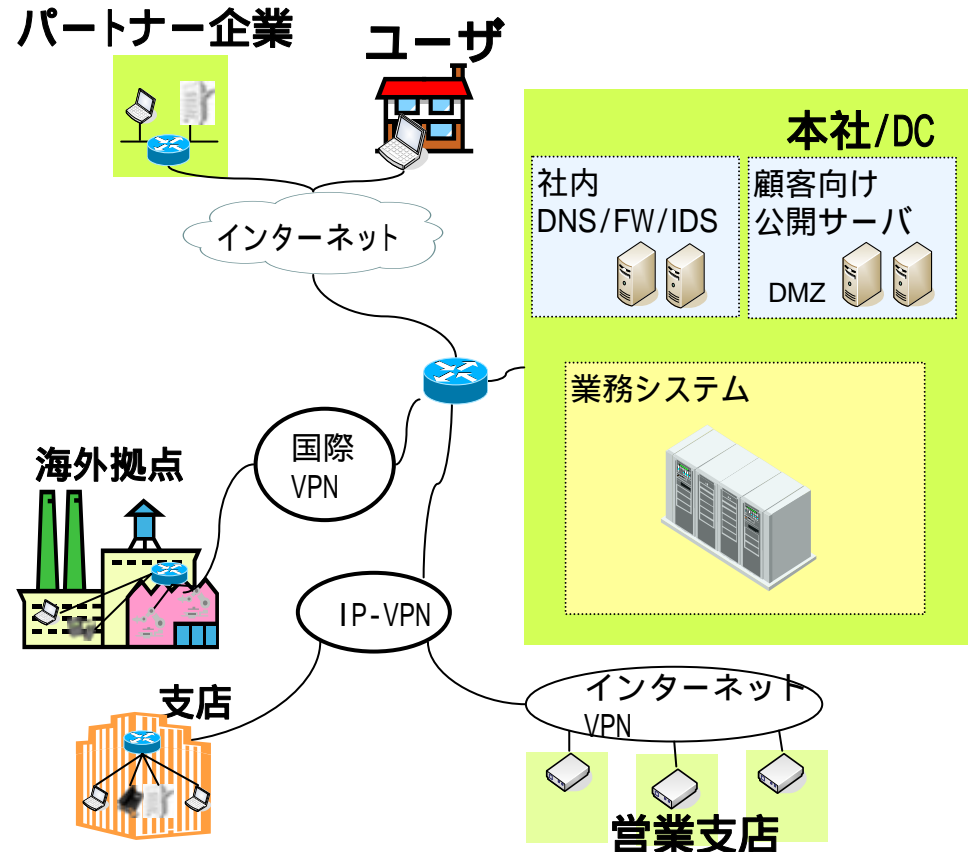 パートナー企業
ユーザ
本社/DC
社内
DNS/FW/IDS
顧客向け
公開サーバ
DMZ
インターネット
業務システム
国際
VPN
海外拠点
IP-VPN
支店
インターネット
VPN
営業支店